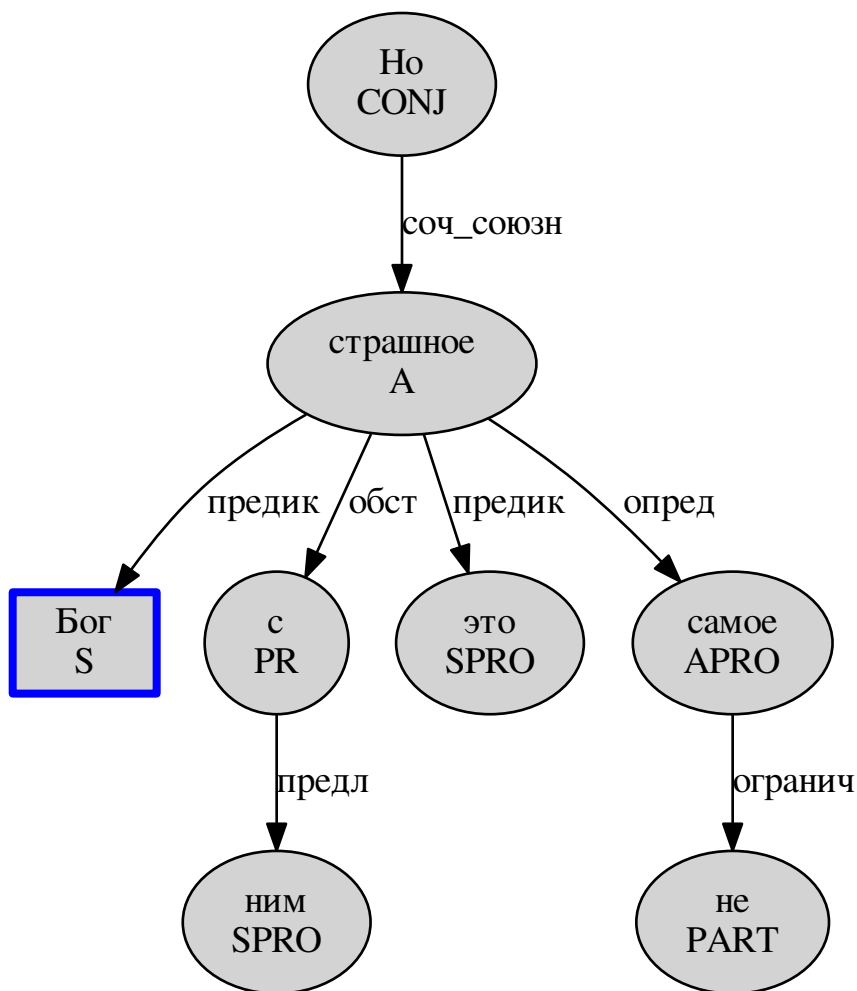 Но
CONJ
соч_союзн
страшное
A
предик
обст
предик
опред
Бог
S
с
PR
это
SPRO
самое
APRO
предл
огранич
ним
SPRO
не
PART